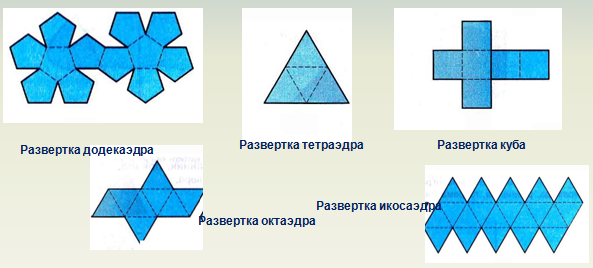 Развертка додекаэдра
Развертка тетраэдра
Развертка куба
Развертка октаэдра
Развертка икосаэдра